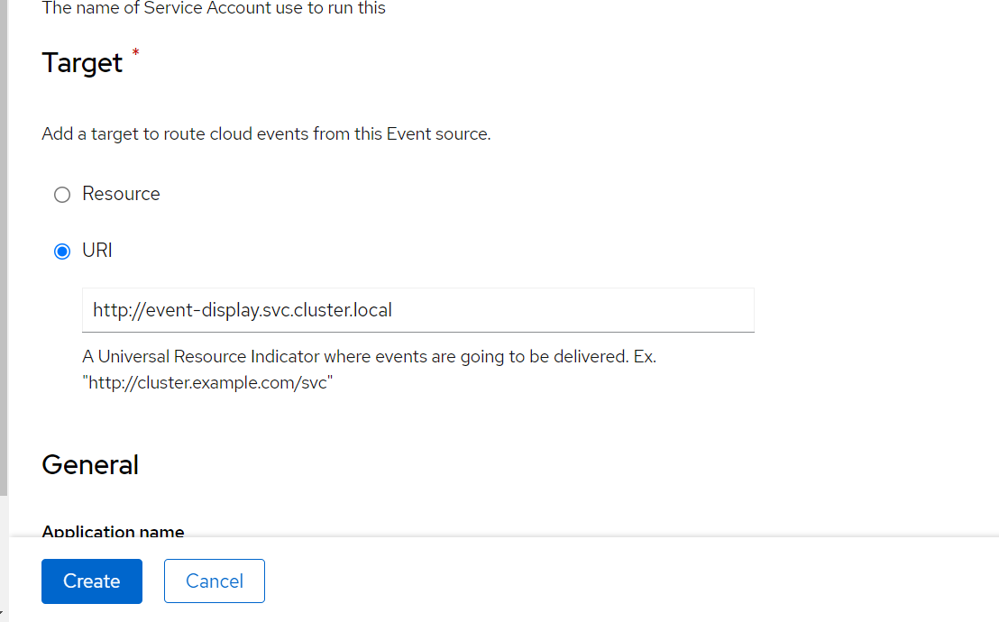 The name of Service Account use to run this
Target *
Add a target to route cloud events from this Event source.
Resource
URI
http://event-display.svc.cluster.local
A Universal Resource Indicator where events are going to be delivered. Ex.
"http://cluster.example.com/svc"
General
Application name
Create
Cancel